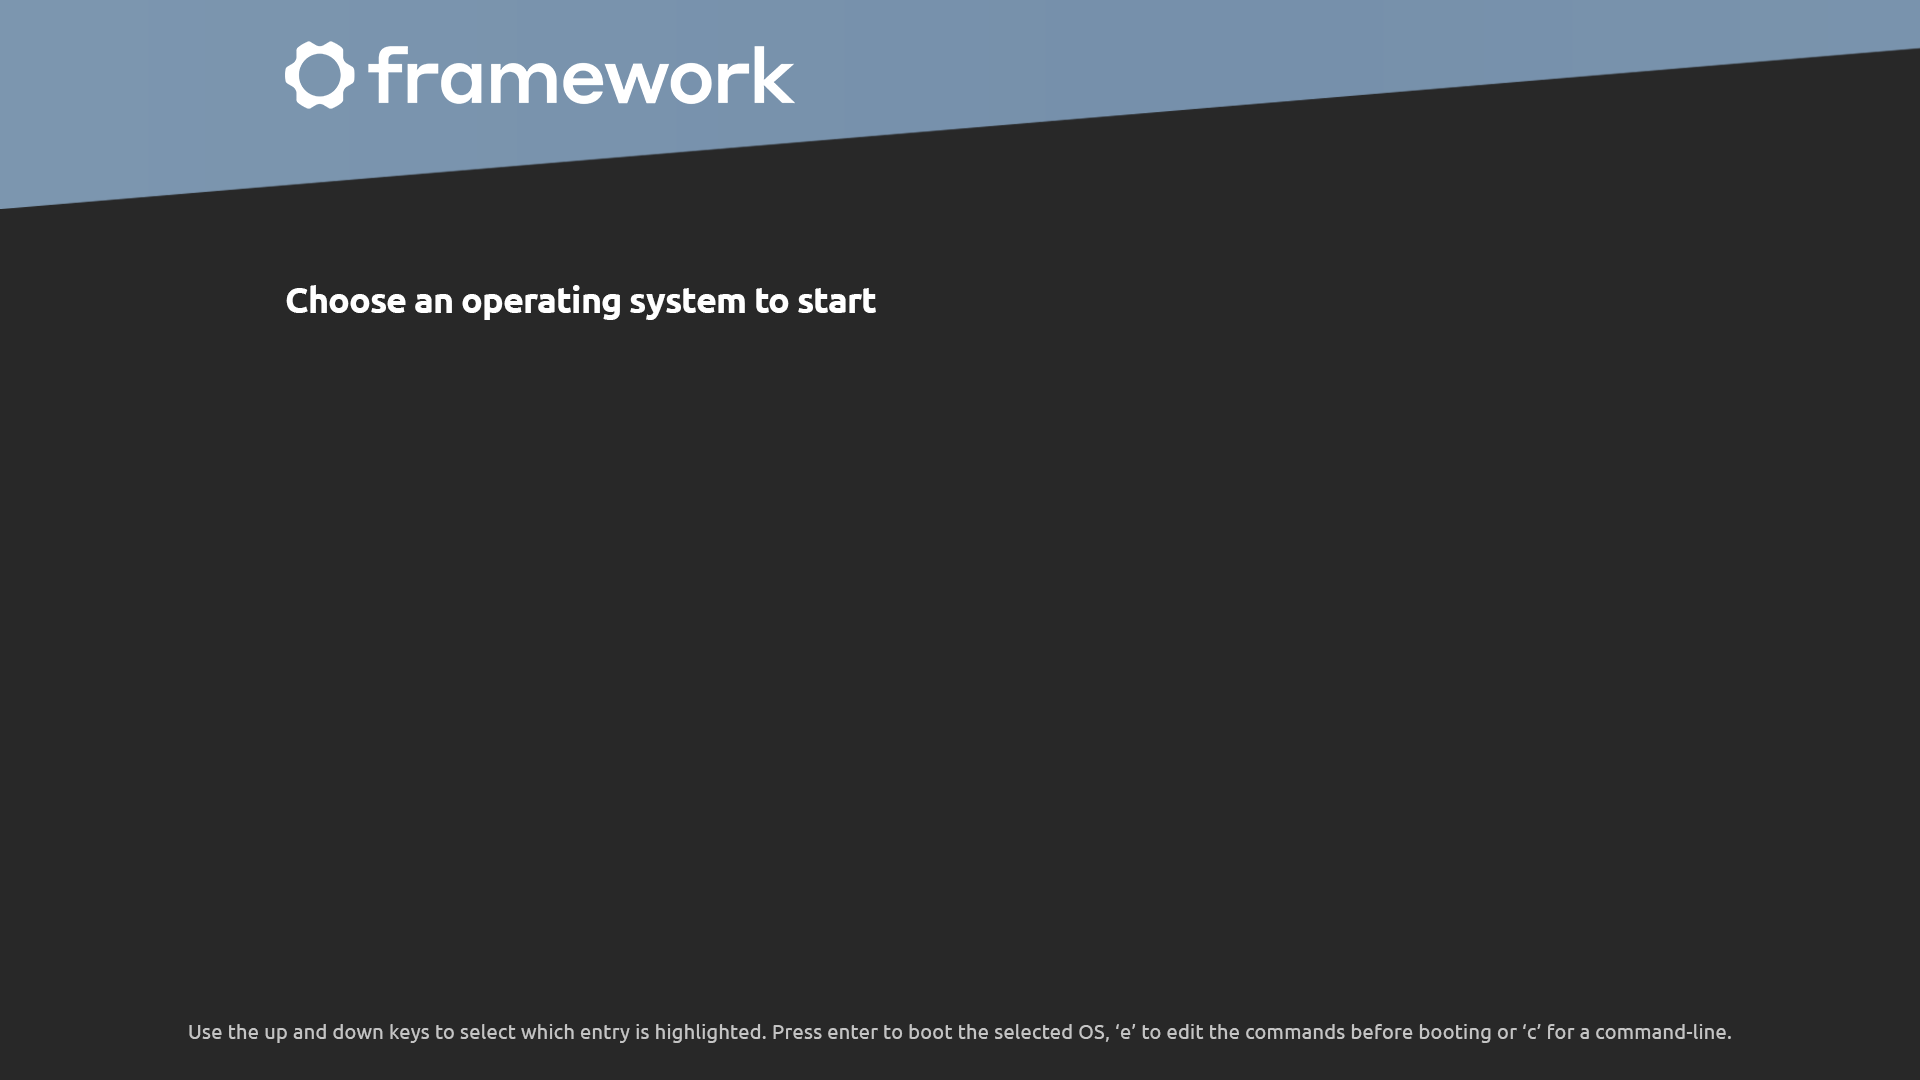 framework
Choose an operating system to start
Use the up and down keys to select which entry is highlighted. Press enter to boot the selected OS, ‘e’ to edit the commands before booting or ‘c’ for a command-line.